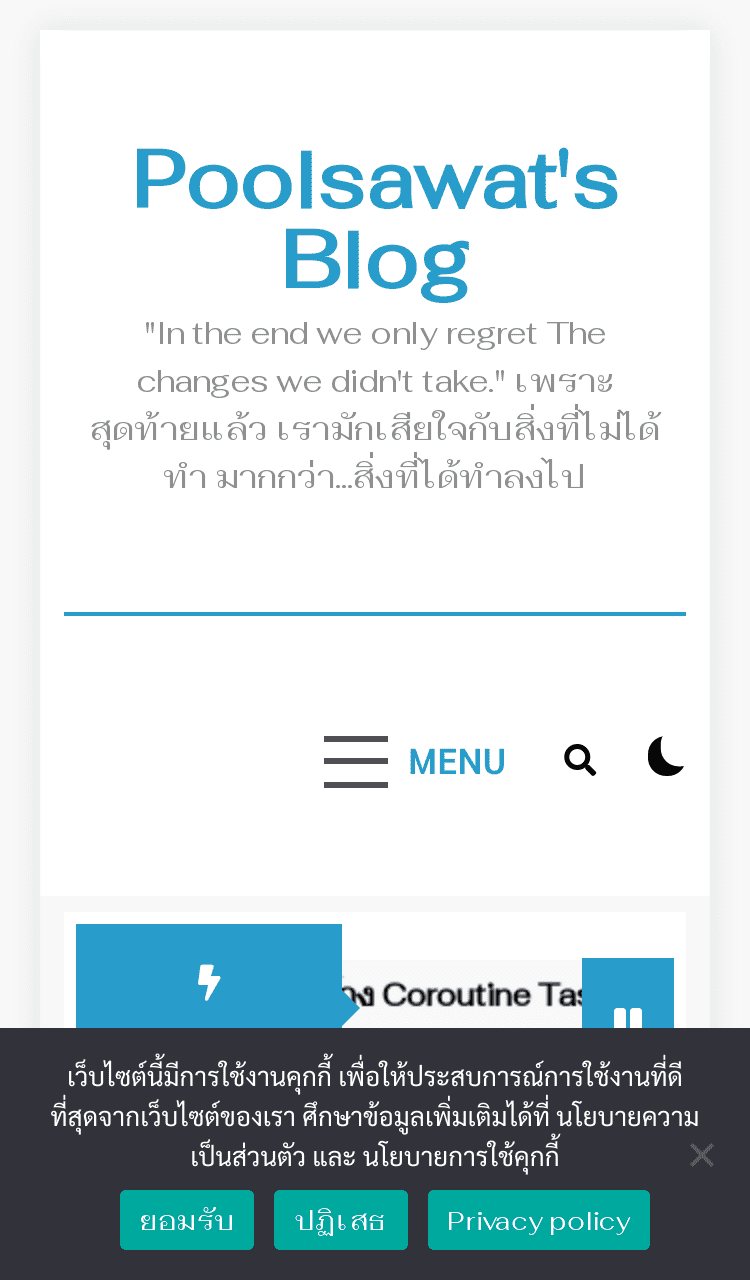 Poolsawat's
Blog
"In the end we only regret The
changes we didn't take." เพราะ
สุดท้ายแล้ว เรามักเสียใจกับสิ่งที่ไม่ได้
ทำ มากกว่า...สิ่งที่ได้ทำลงไป
MENU
Coroutine
เว็บไซต์นี้มีการใช้งานคุกกี้ เพื่อให้ประสบการณ์การใช้งานที่ดี
ที่สุดจากเว็บไซต์ของเรา ศึกษาข้อมูลเพิ่มเติมได้ที่ นโยบายความ
เป็นส่วนตัว และ นโยบายการใช้คุกกี้
ยอมรับ
ปฏิเสธ
Privacy policy